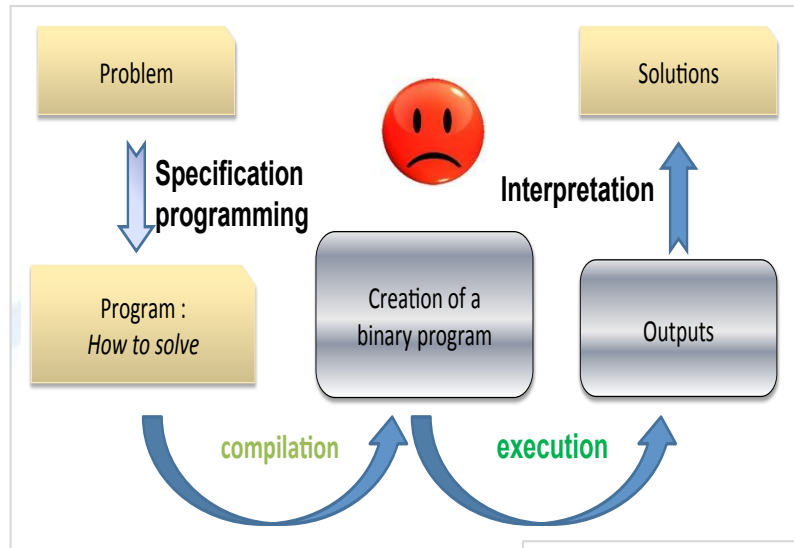 Problem
Solutions
Specification
programming
Interpretation
Program :
How to solve
Creation of a
binary program
Outputs
compilation
execution